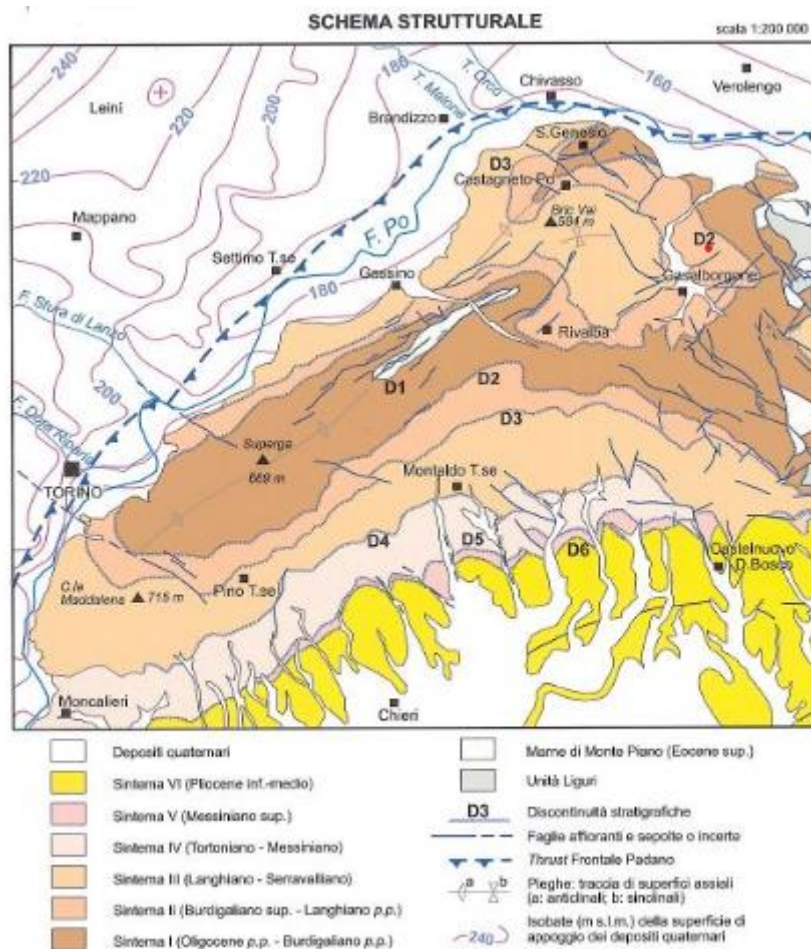 SCHEMA STRUTTURALE
scala 1:200 000
240
Leini
220
200
180
T. Malone
T. Orco
Chivasso
160
Verolengo
Brandizzo
S.Genesio
D3
Castagneto Po
220
Mappano
Bric Vai
594 m
F. Po
D2
Settimo T.se
Gassino
Casalborgone
180
F. Stura di Lanzo
Rivalba
200
D1
D2
F. Dora Riparia
D3
Superga
669 m
TORINO
Montaldo T.se
D4
D5
D6
Castelnuovo
D.Bosco
C.le
Maddalena
715 m
Pino T.se
Moncalieri
Chieri
Depositi quaternari
Sintema VI (Pliocene inf.-medio)
Sintema V (Messiniano sup.)
Sintema IV (Tortoniano - Messiniano)
Sintema III (Langhiano - Serravalliano)
Sintema II (Burdigaliano sup. - Langhiano p.p.)
Sintema I (Oligocene p.p. - Burdigaliano p.p.)
Marne di Monte Piano (Eocene sup.)
Unità Liguri
D3 Discontinuità stratigrafiche
Faglie affioranti e sepolte o incerte
Thrust Frontale Padano
a b Pieghe: traccia di superfici assiali
(a: anticlinali; b: sinclinali)
240 Isobate (m s.l.m.) della superficie di
appoggio dei depositi quaternari